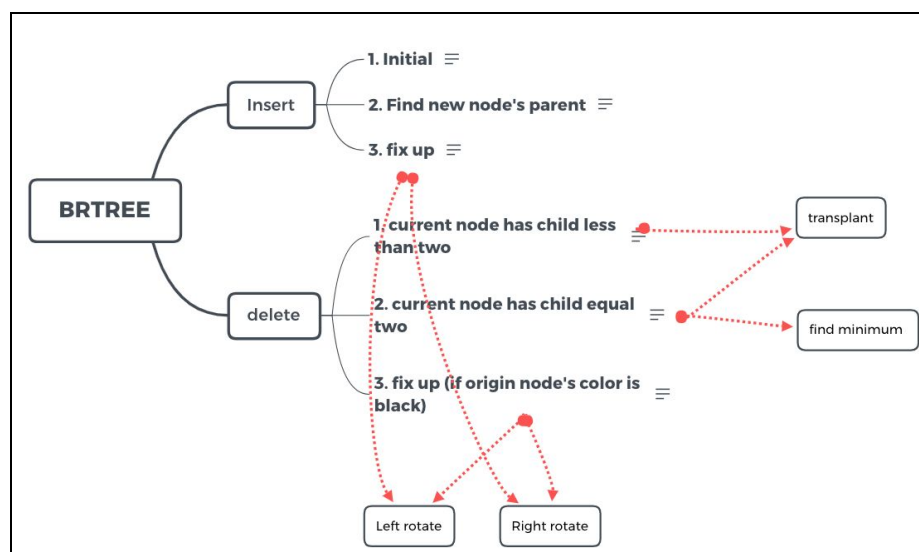 1. Initial
Insert
2. Find new node's parent
3. fix up
BRTREE
1. current node has child less
than two
transplant
delete
2. current node has child equal
two
find minimum
3. fix up (if origin node's color is
black)
Left rotate
Right rotate